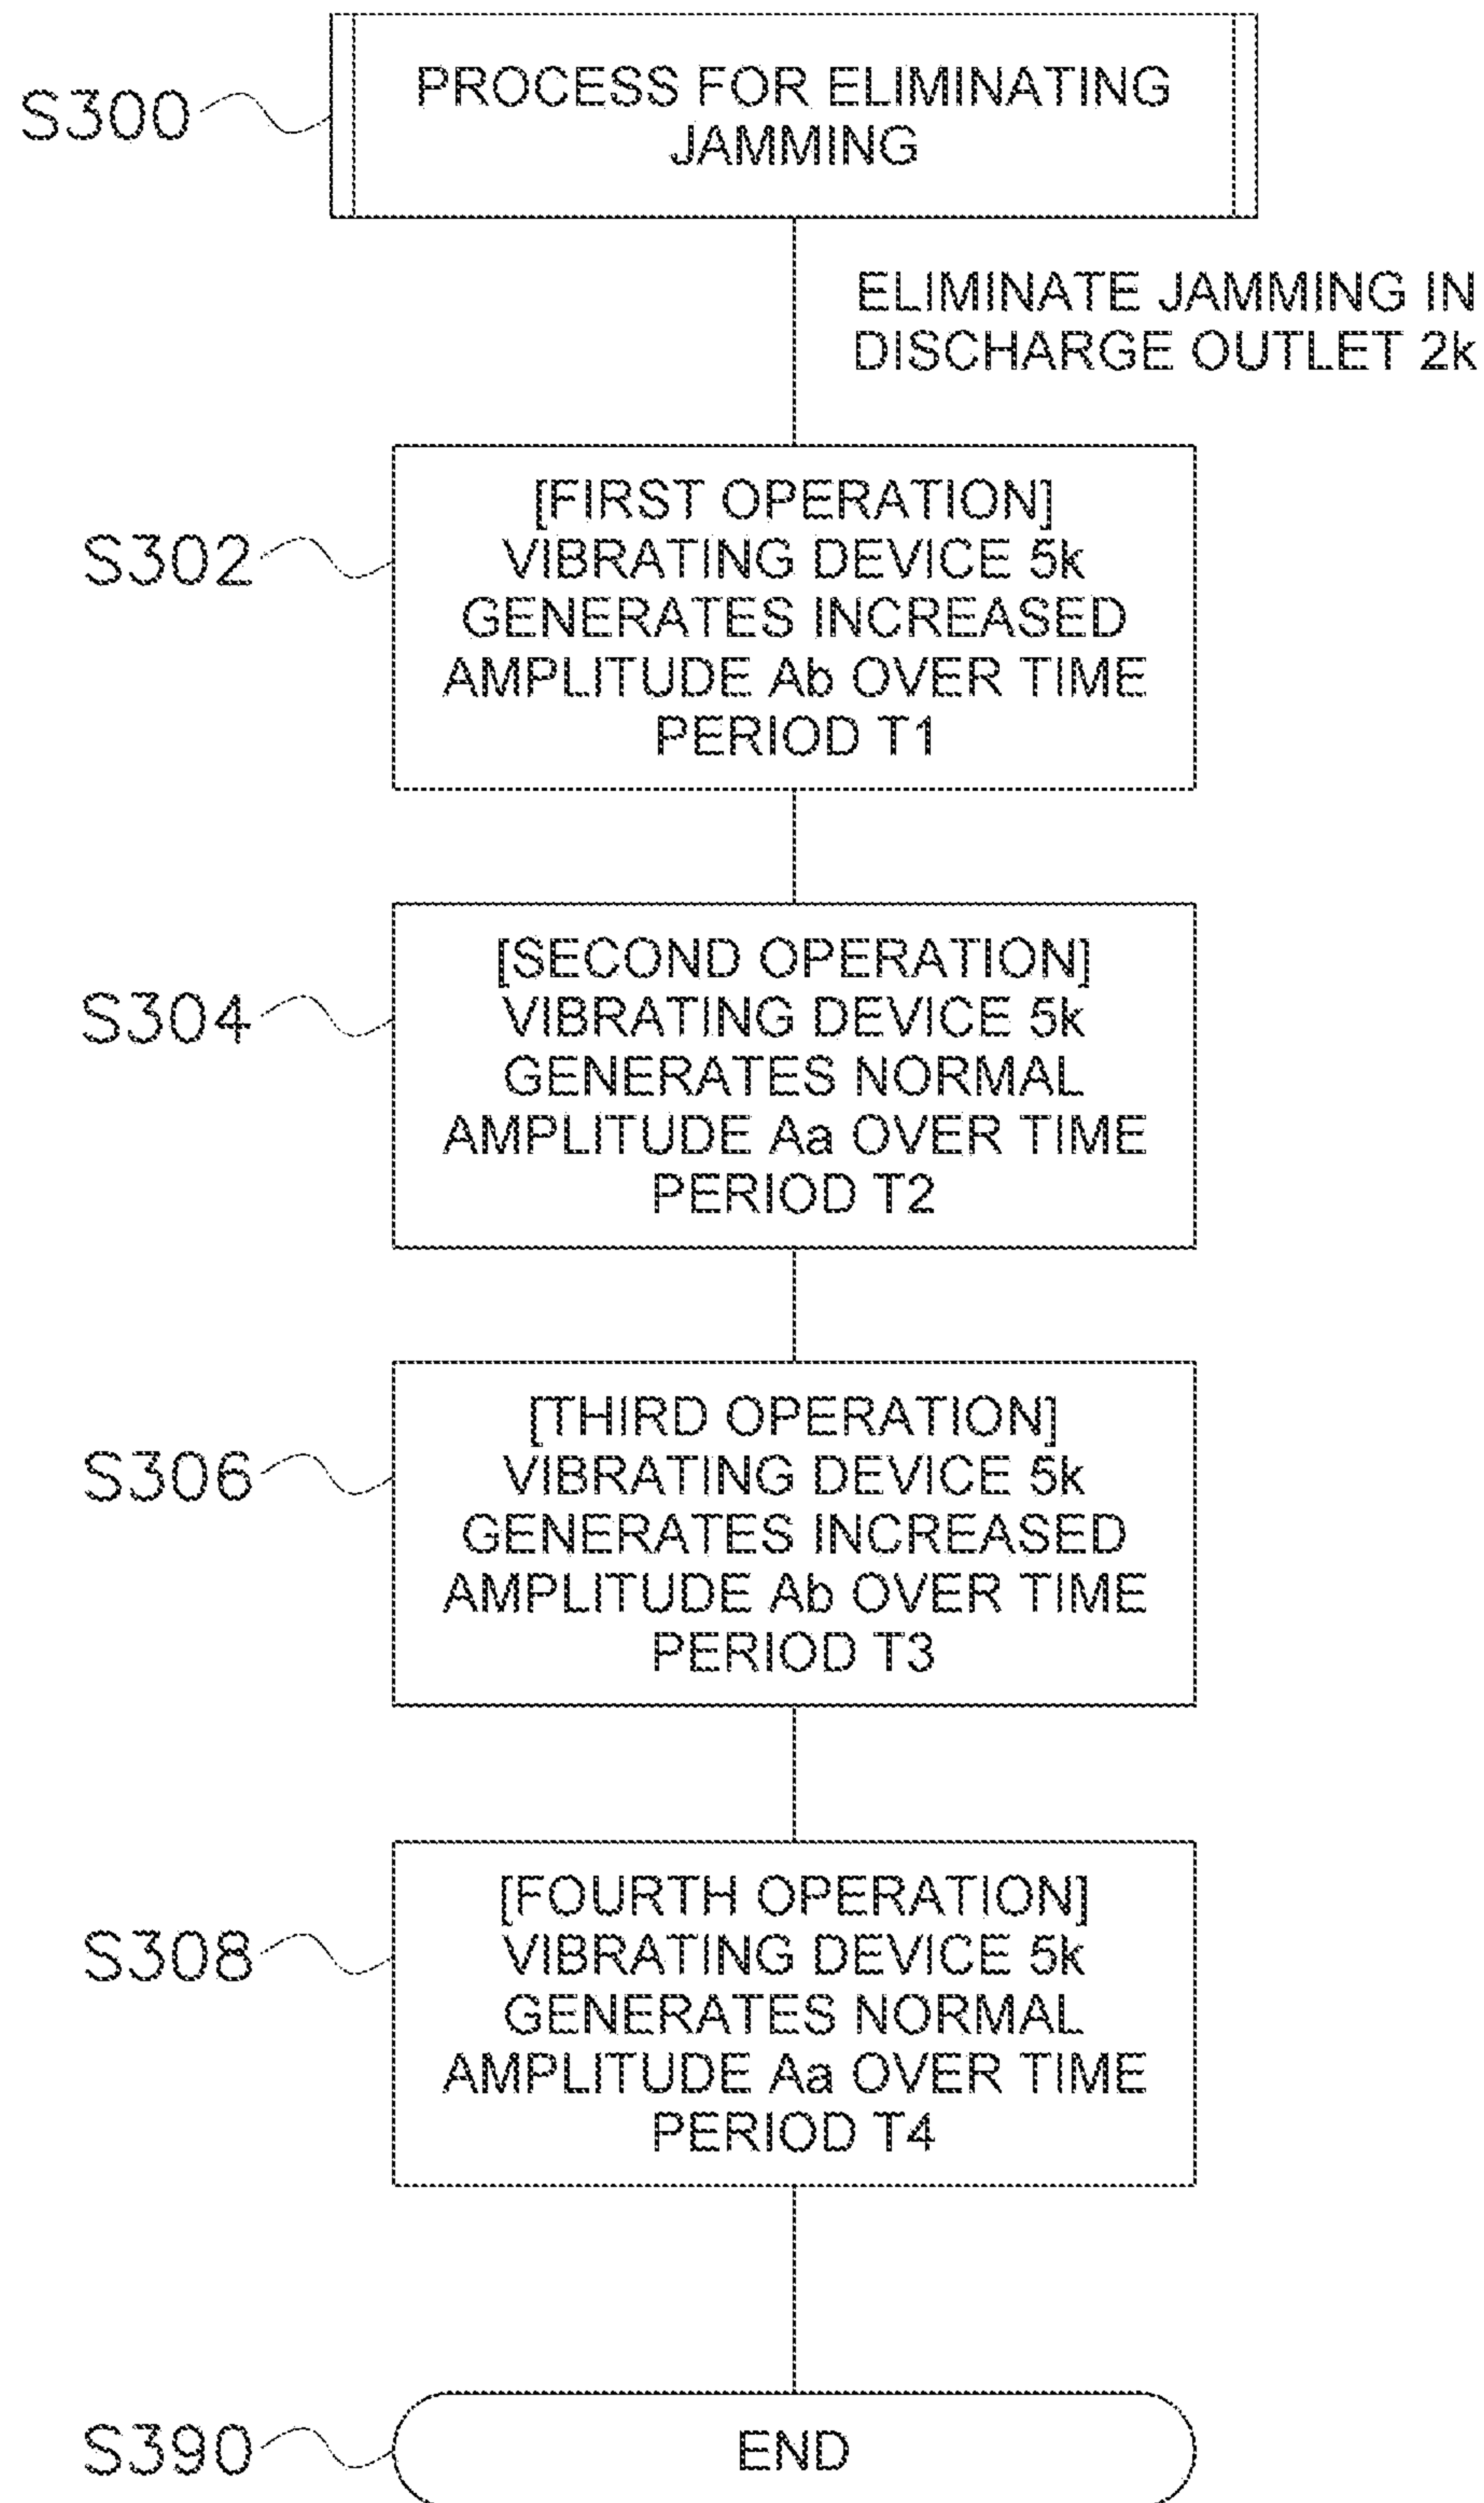 S300
PROCESS FOR ELIMINATING
JAMMING
ELIMINATE JAMMING IN
DISCHARGE OUTLET 2k
S302
[FIRST OPERATION]
VIBRATING DEVICE 5k
GENERATES INCREASED
AMPLITUDE Ab OVER TIME
PERIOD T1
S304
[SECOND OPERATION]
VIBRATING DEVICE 5k
GENERATES NORMAL
AMPLITUDE Aa OVER TIME
PERIOD T2
S306
[THIRD OPERATION]
VIBRATING DEVICE 5k
GENERATES INCREASED
AMPLITUDE Ab OVER TIME
PERIOD T3
S308
[FOURTH OPERATION]
VIBRATING DEVICE 5k
GENERATES NORMAL
AMPLITUDE Aa OVER TIME
PERIOD T4
S390
END